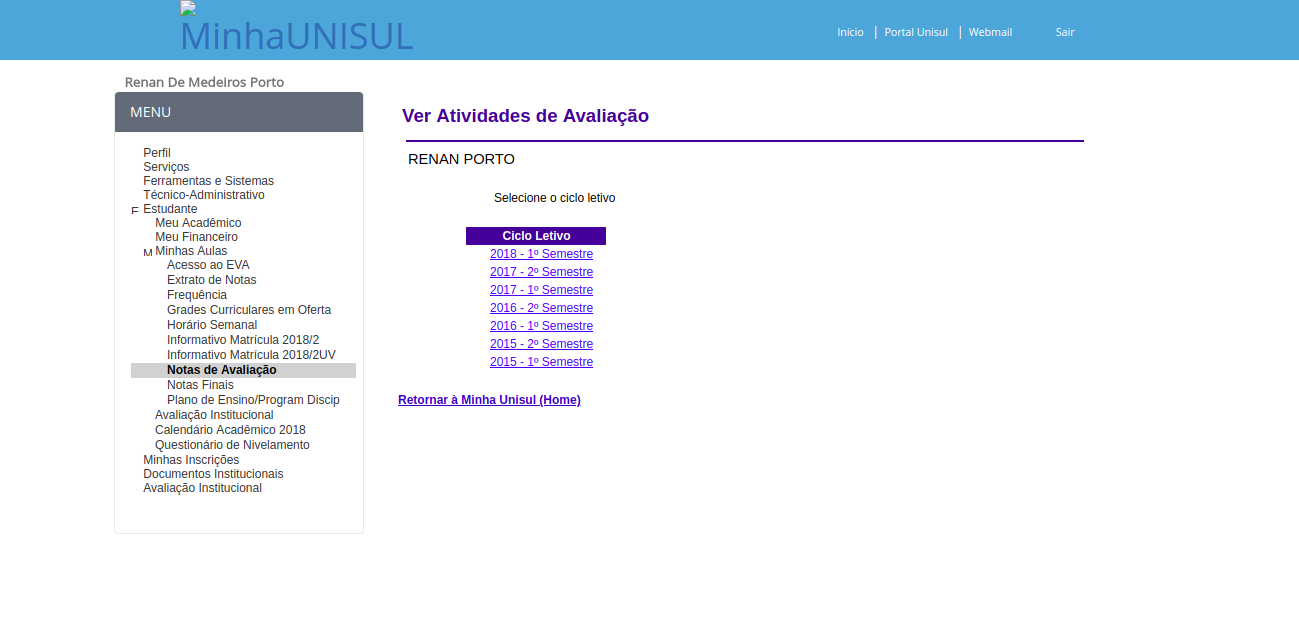 MinhaUNISUL
Início | Portal Unisul | Webmail Sair
Renan De Medeiros Porto
MENU
Perfil
Serviços
Ferramentas e Sistemas
Técnico-Administrativo
Estudante
Meu Acadêmico
Meu Financeiro
Minhas Aulas
Acesso ao EVA
Extrato de Notas
Frequência
Grades Curriculares em Oferta
Horário Semanal
Informativo Matrícula 2018/2
Informativo Matrícula 2018/2UV
Notas de Avaliação
Notas Finais
Plano de Ensino/Program Discip
Avaliação Institucional
Calendário Acadêmico 2018
Questionário de Nivelamento
Minhas Inscrições
Documentos Institucionais
Avaliação Institucional
Ver Atividades de Avaliação
RENAN PORTO
Selecione o ciclo letivo
Ciclo Letivo
2018 - 1º Semestre
2017 - 2º Semestre
2017 - 1º Semestre
2016 - 2º Semestre
2016 - 1º Semestre
2015 - 2º Semestre
2015 - 1º Semestre
Retornar à Minha Unisul (Home)